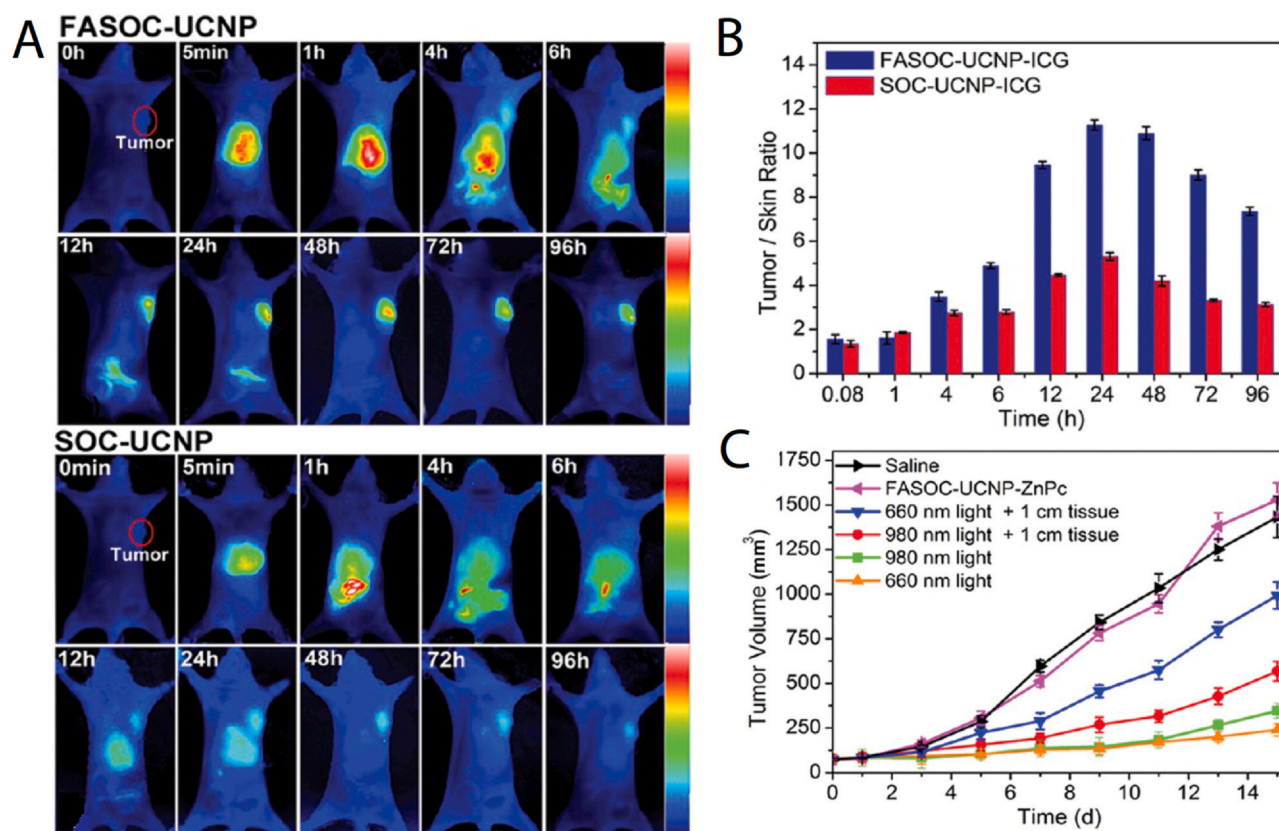 A
FASOC-UCNP
0h
5min
1h
4h
6h
Tumor
12h
24h
48h
72h
96h
SOC-UCNP
0min
5min
1h
4h
6h
Tumor
12h
24h
48h
72h
96h
B
FASOC-UCNP-ICG
SOC-UCNP-ICG
Tumor / Skin Ratio
14
12
10
8
6
4
2
0
0.08 1 4 6 12 24 48 72 96
Time (h)
C
Saline
FASOC-UCNP-ZnPc
660 nm light + 1 cm tissue
980 nm light + 1 cm tissue
980 nm light
660 nm light
Tumor Volume (mm³)
1750
1500
1250
1000
750
500
250
0
0 2 4 6 8 10 12 14
Time (d)